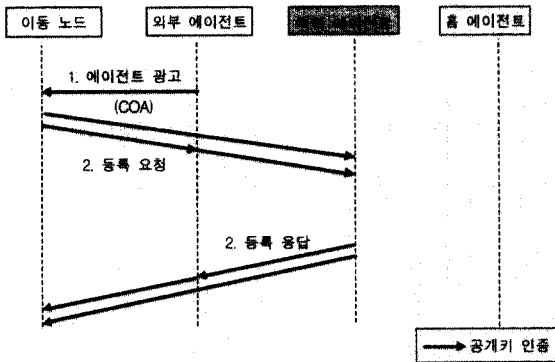 이동 노드
외부 에이전트
홈 에이전트
1. 에이전트 광고
(COA)
2. 등록 요청
2. 등록 응답
공개키 인증